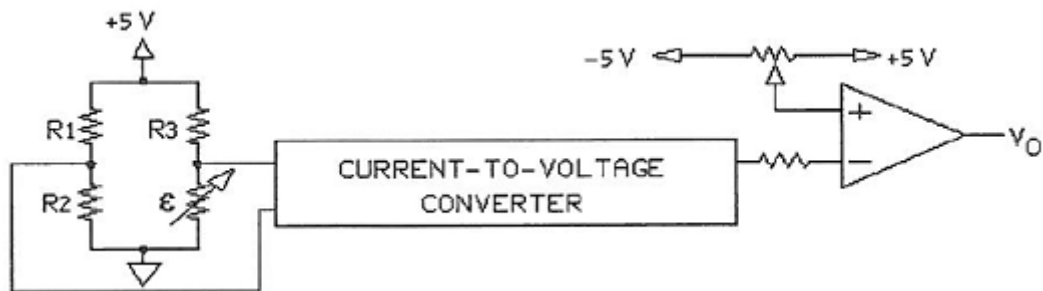 +5 V
-5 V
+5 V
R1
R3
R2
ε
CURRENT-TO-VOLTAGE
CONVERTER
+
−
VO